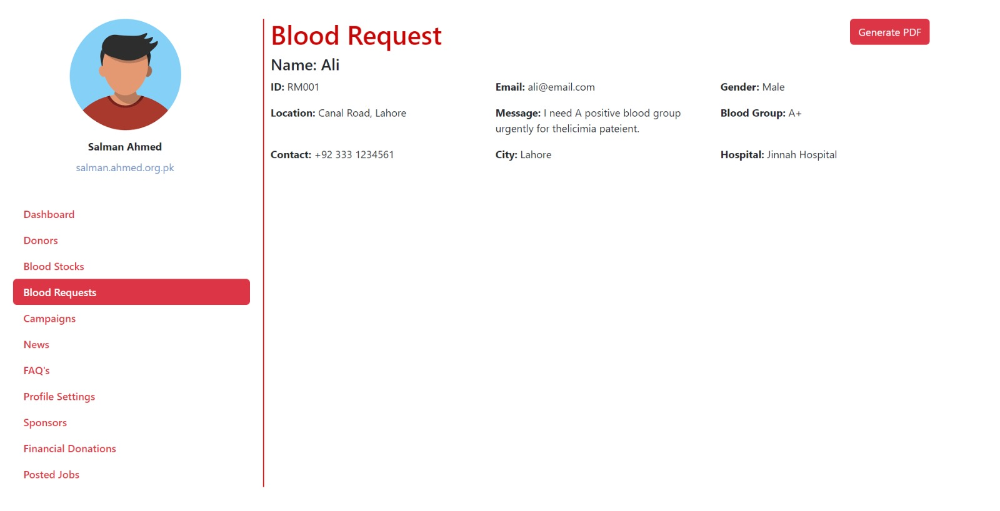 Salman Ahmed
salman.ahmed.org.pk
Dashboard
Donors
Blood Stocks
Blood Requests
Campaigns
News
FAQ's
Profile Settings
Sponsors
Financial Donations
Posted Jobs
Blood Request
Generate PDF
Name: Ali
ID: RM001
Email: ali@email.com
Gender: Male
Location: Canal Road, Lahore
Message: I need A positive blood group
urgently for thelicimia pateient.
Blood Group: A+
Contact: +92 333 1234561
City: Lahore
Hospital: Jinnah Hospital